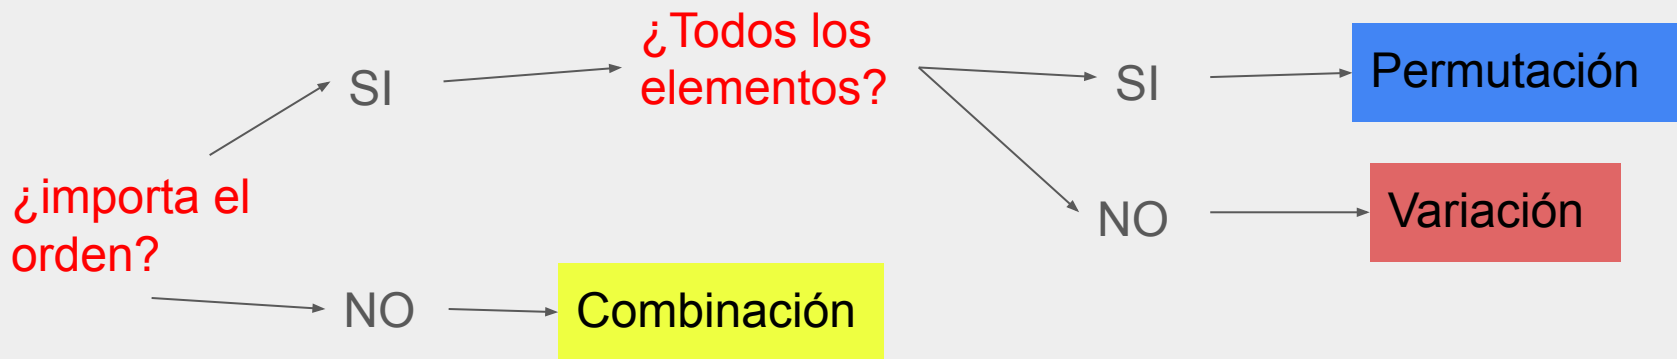 ¿Todos los
elementos?
SI
SI
Permutación
¿importa el
orden?
NO
Variación
NO
Combinación